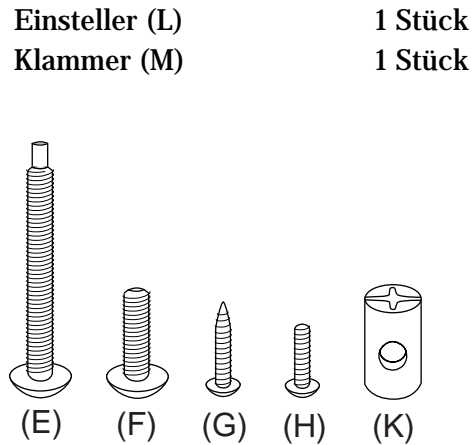 Einsteller (L) 1 Stück
Klammer (M) 1 Stück
(E) (F) (G) (H) (K)